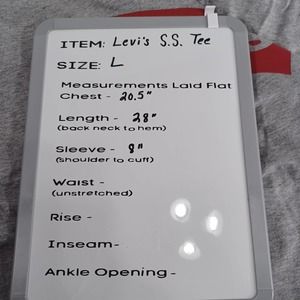 ITEM: Levi's S.S. Tee
SIZE: L
Measurements Laid Flat
Chest - 20.5"
Length - 28"
(back neck to hem)
Sleeve - 8"
(shoulder to cuff)
Waist -
(unstretched)
Rise -
Inseam-
Ankle Opening -